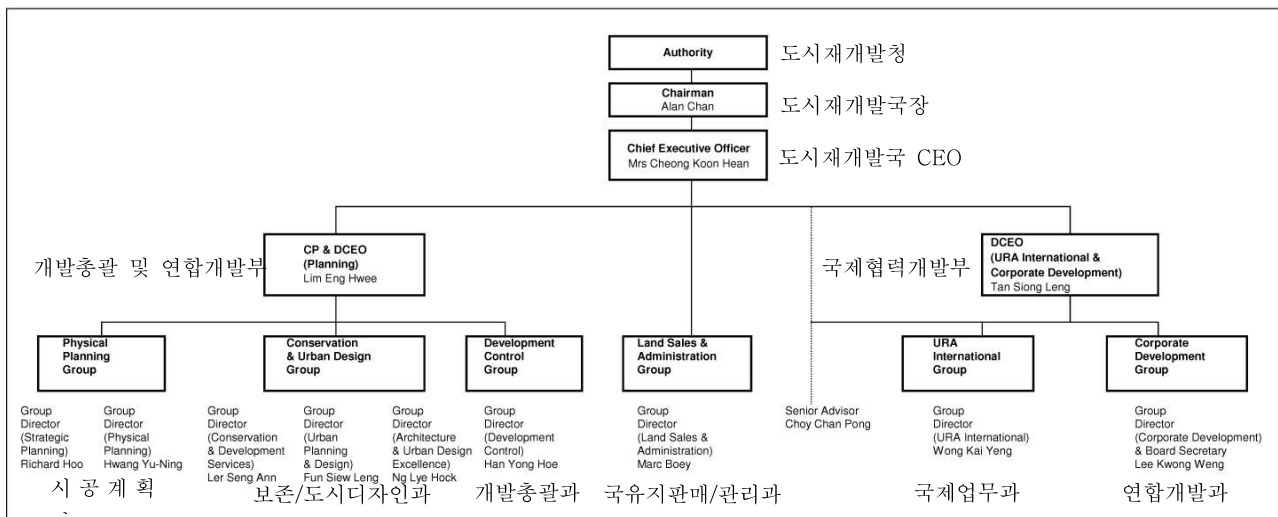 Authority
도시재개발청
Chairman
Alan Chan
도시재개발국장
Chief Executive Officer
Mrs Cheong Koon Hean
도시재개발국 CEO
개발총괄 및 연합개발부
CP & DCEO
(Planning)
Lim Eng Hwee
국제협력개발부
DCEO
(URA International &
Corporate Development)
Tan Siong Leng
Physical
Planning
Group
Conservation
& Urban Design
Group
Development
Control
Group
Land Sales &
Administration
Group
URA
International
Group
Corporate
Development
Group
Group
Director
(Strategic
Planning)
Richard Hoo
Group
Director
(Physical
Planning)
Hwang Yu-Ning
Group
Director
(Conservation
& Development
Services)
Ler Seng Ann
Group
Director
(Urban
Planning
& Design)
Fun Siew Leng
Group
Director
(Architecture
& Urban Design
Excellence)
Ng Lye Hock
Group
Director
(Development
Control)
Han Yong Hoe
Group
Director
(Land Sales &
Administration)
Marc Boey
Senior Advisor
Choy Chan Pong
Group
Director
(URA International)
Wong Kai Yeng
Group
Director
(Corporate Development)
& Board Secretary
Lee Kwong Weng
시 공 계 획
보존/도시디자인과
개발총괄과
국유지판매/관리과
국제업무과
연합개발과